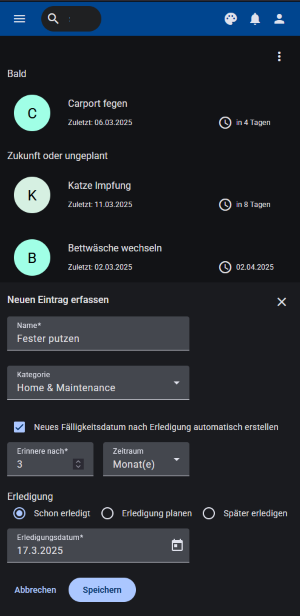 Bald
C
Carport fegen
Zuletzt: 06.03.2025
in 4 Tagen
Zukunft oder ungeplant
K
Katze Impfung
Zuletzt: 11.03.2025
in 8 Tagen
B
Bettwäsche wechseln
Zuletzt: 02.03.2025
02.04.2025
Neuen Eintrag erfassen
Name*
Fester putzen
Kategorie
Home & Maintenance
Neues Fälligkeitsdatum nach Erledigung automatisch erstellen
Erinnere nach*
3
Zeitraum
Monat(e)
Erledigung
Schon erledigt
Erledigung planen
Später erledigen
Erledigungsdatum*
17.3.2025
Abbrechen
Speichern